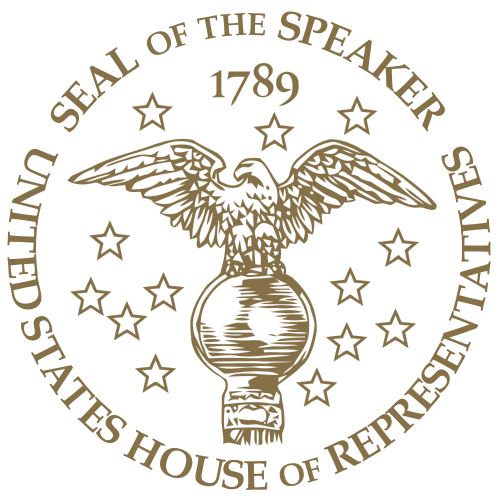 SEAL OF THE SPEAKER
1789
UNITED STATES HOUSE OF REPRESENTATIVES